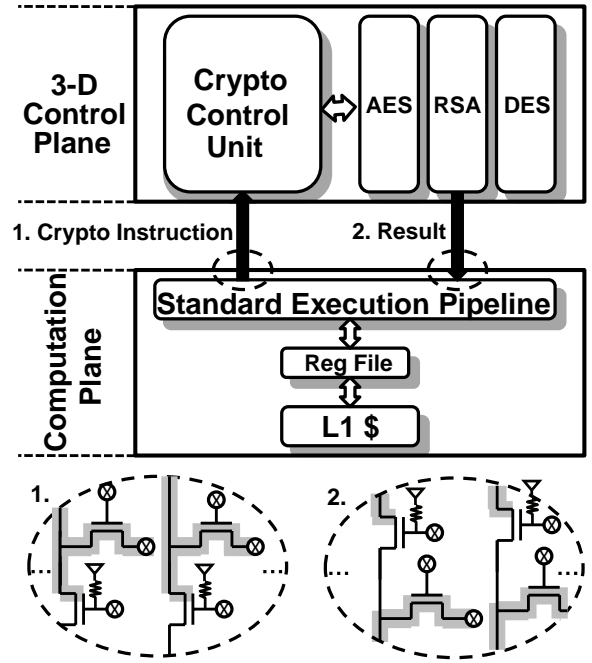 3-D
Control
Plane
Crypto
Control
Unit
AES
RSA
DES
1. Crypto Instruction
2. Result
Computation
Plane
Standard Execution Pipeline
Reg File
L1 $
1.
2.
...
...
...
...